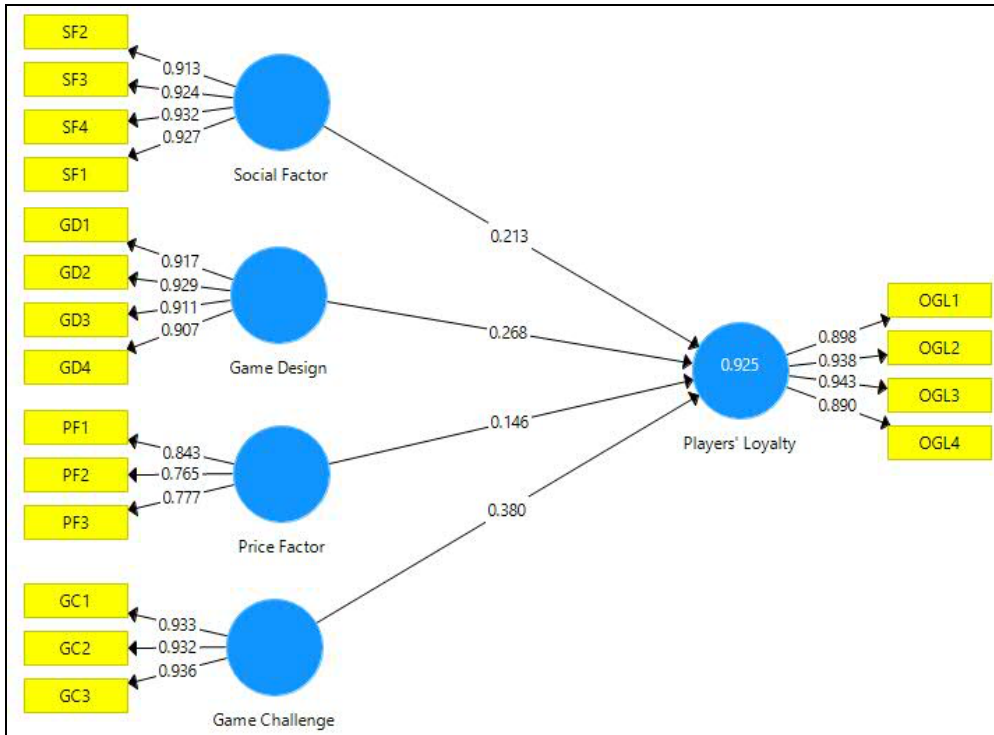 SF2
SF3
SF4
SF1
0.913
0.924
0.932
0.927
Social Factor
0.213
GD1
GD2
GD3
GD4
0.917
0.929
0.911
0.907
Game Design
0.268
PF1
PF2
PF3
0.843
0.765
0.777
Price Factor
0.146
GC1
GC2
GC3
0.933
0.932
0.936
Game Challenge
0.380
0.925
Players' Loyalty
0.898
0.938
0.943
0.890
OGL1
OGL2
OGL3
OGL4